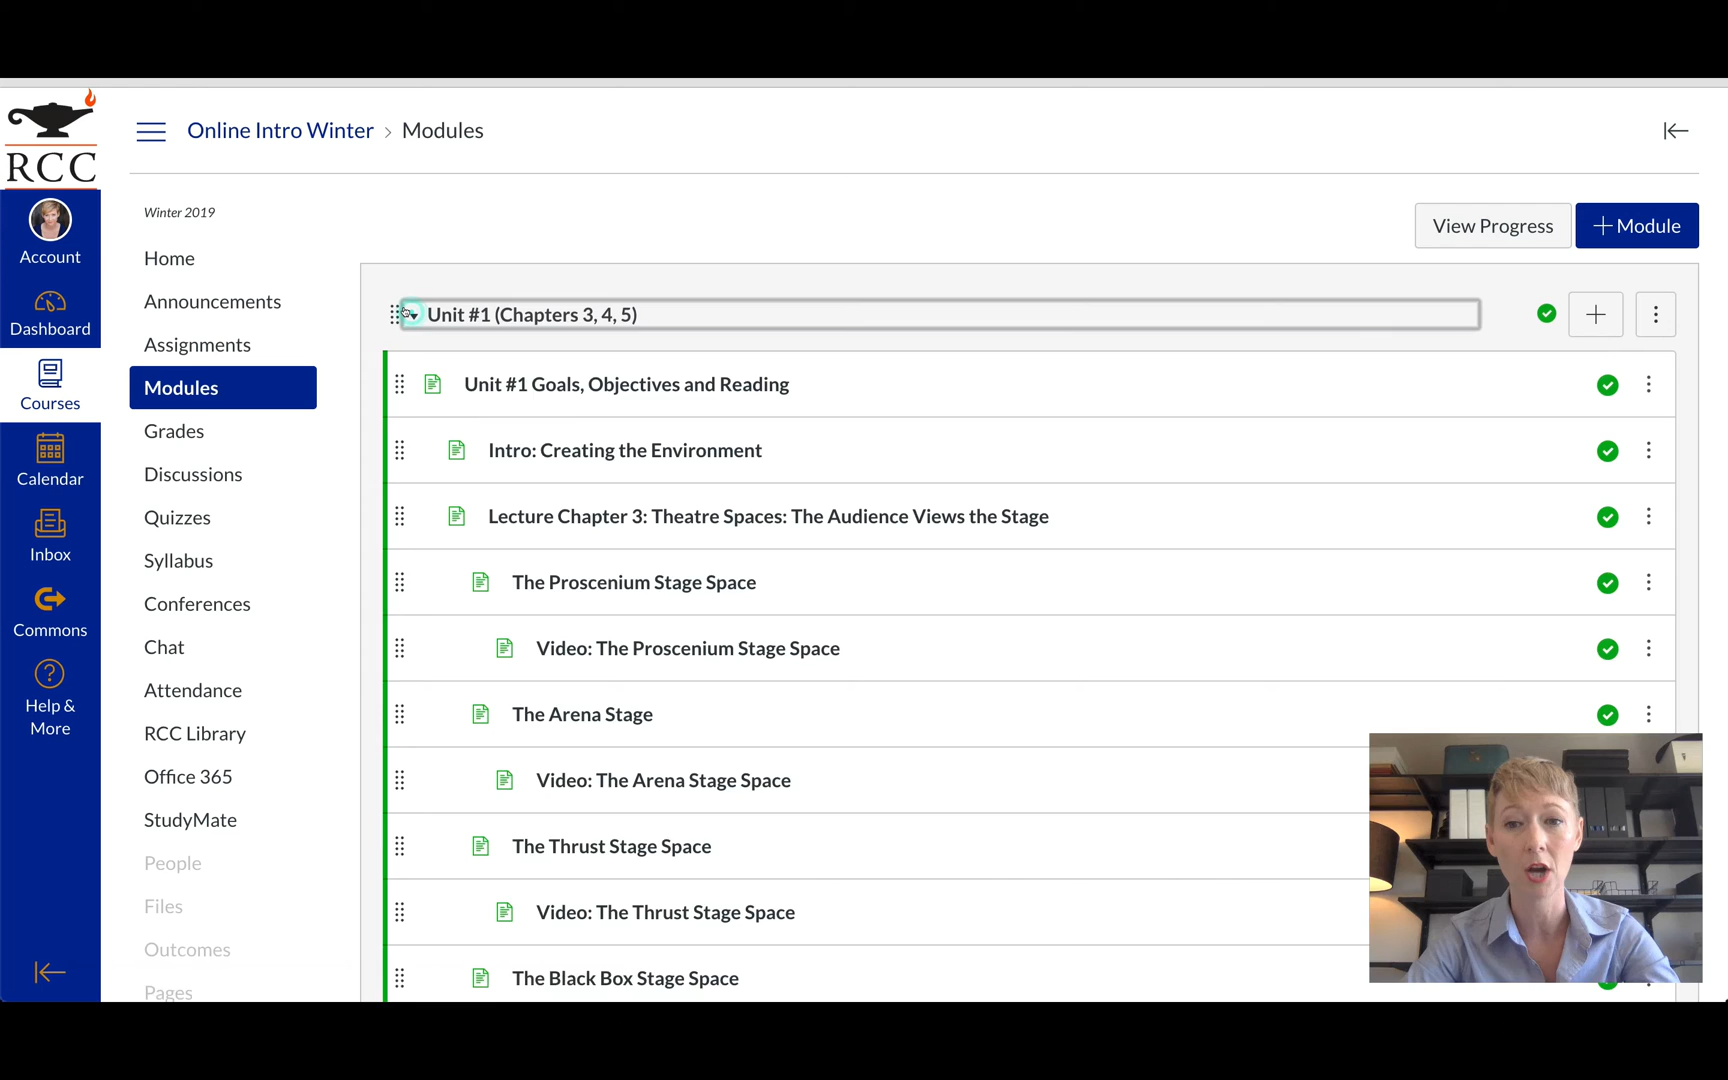 RCC
Account
Dashboard
Courses
Calendar
Inbox
Commons
Help &
More
Online Intro Winter > Modules
Winter 2019
Home
Announcements
Assignments
Modules
Grades
Discussions
Quizzes
Syllabus
Conferences
Chat
Attendance
RCC Library
Office 365
StudyMate
People
Files
Outcomes
Pages
View Progress
+ Module
Unit #1 (Chapters 3, 4, 5)
Unit #1 Goals, Objectives and Reading
Intro: Creating the Environment
Lecture Chapter 3: Theatre Spaces: The Audience Views the Stage
The Proscenium Stage Space
Video: The Proscenium Stage Space
The Arena Stage
Video: The Arena Stage Space
The Thrust Stage Space
Video: The Thrust Stage Space
The Black Box Stage Space